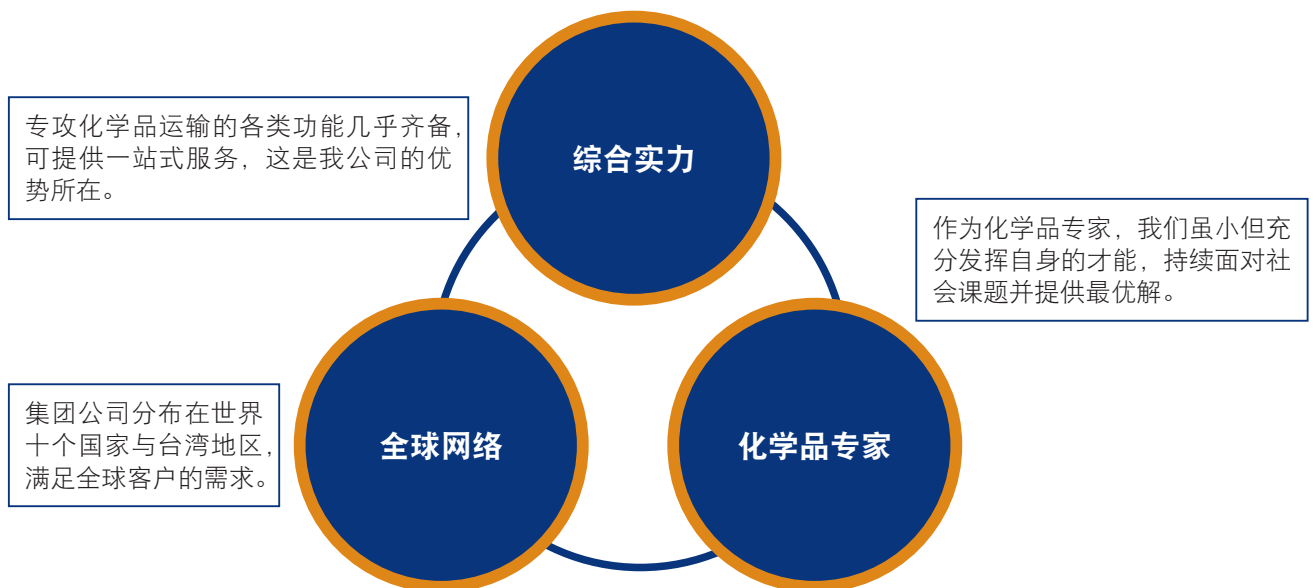 专攻化学品运输的各类功能几乎齐备，
可提供一站式服务，这是我公司的优
势所在。
综合实力
作为化学品专家，我们虽小但充
分发挥自身的才能，持续面对社
会课题并提供最优解。
集团公司分布在世界
十个国家与台湾地区，
满足全球客户的需求。
全球网络
化学品专家